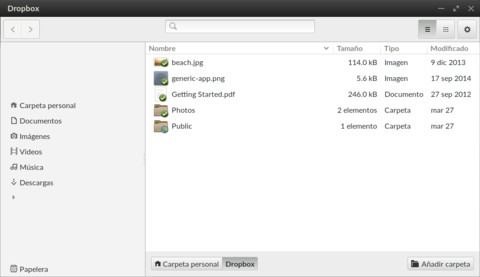 Dropbox
Nombre Tamaño Tipo Modificado
beach.jpg 114.0 kB Imagen 9 dic 2013
generic-app.png 5.6 kB Imagen 17 sep 2014
Getting Started.pdf 246.0 kB Documento 27 sep 2012
Photos 2 elementos Carpeta mar 27
Public 1 elemento Carpeta mar 27
Carpeta personal
Documentos
Imágenes
Vídeos
Música
Descargas
Papelera
Carpeta personal Dropbox Añadir carpeta